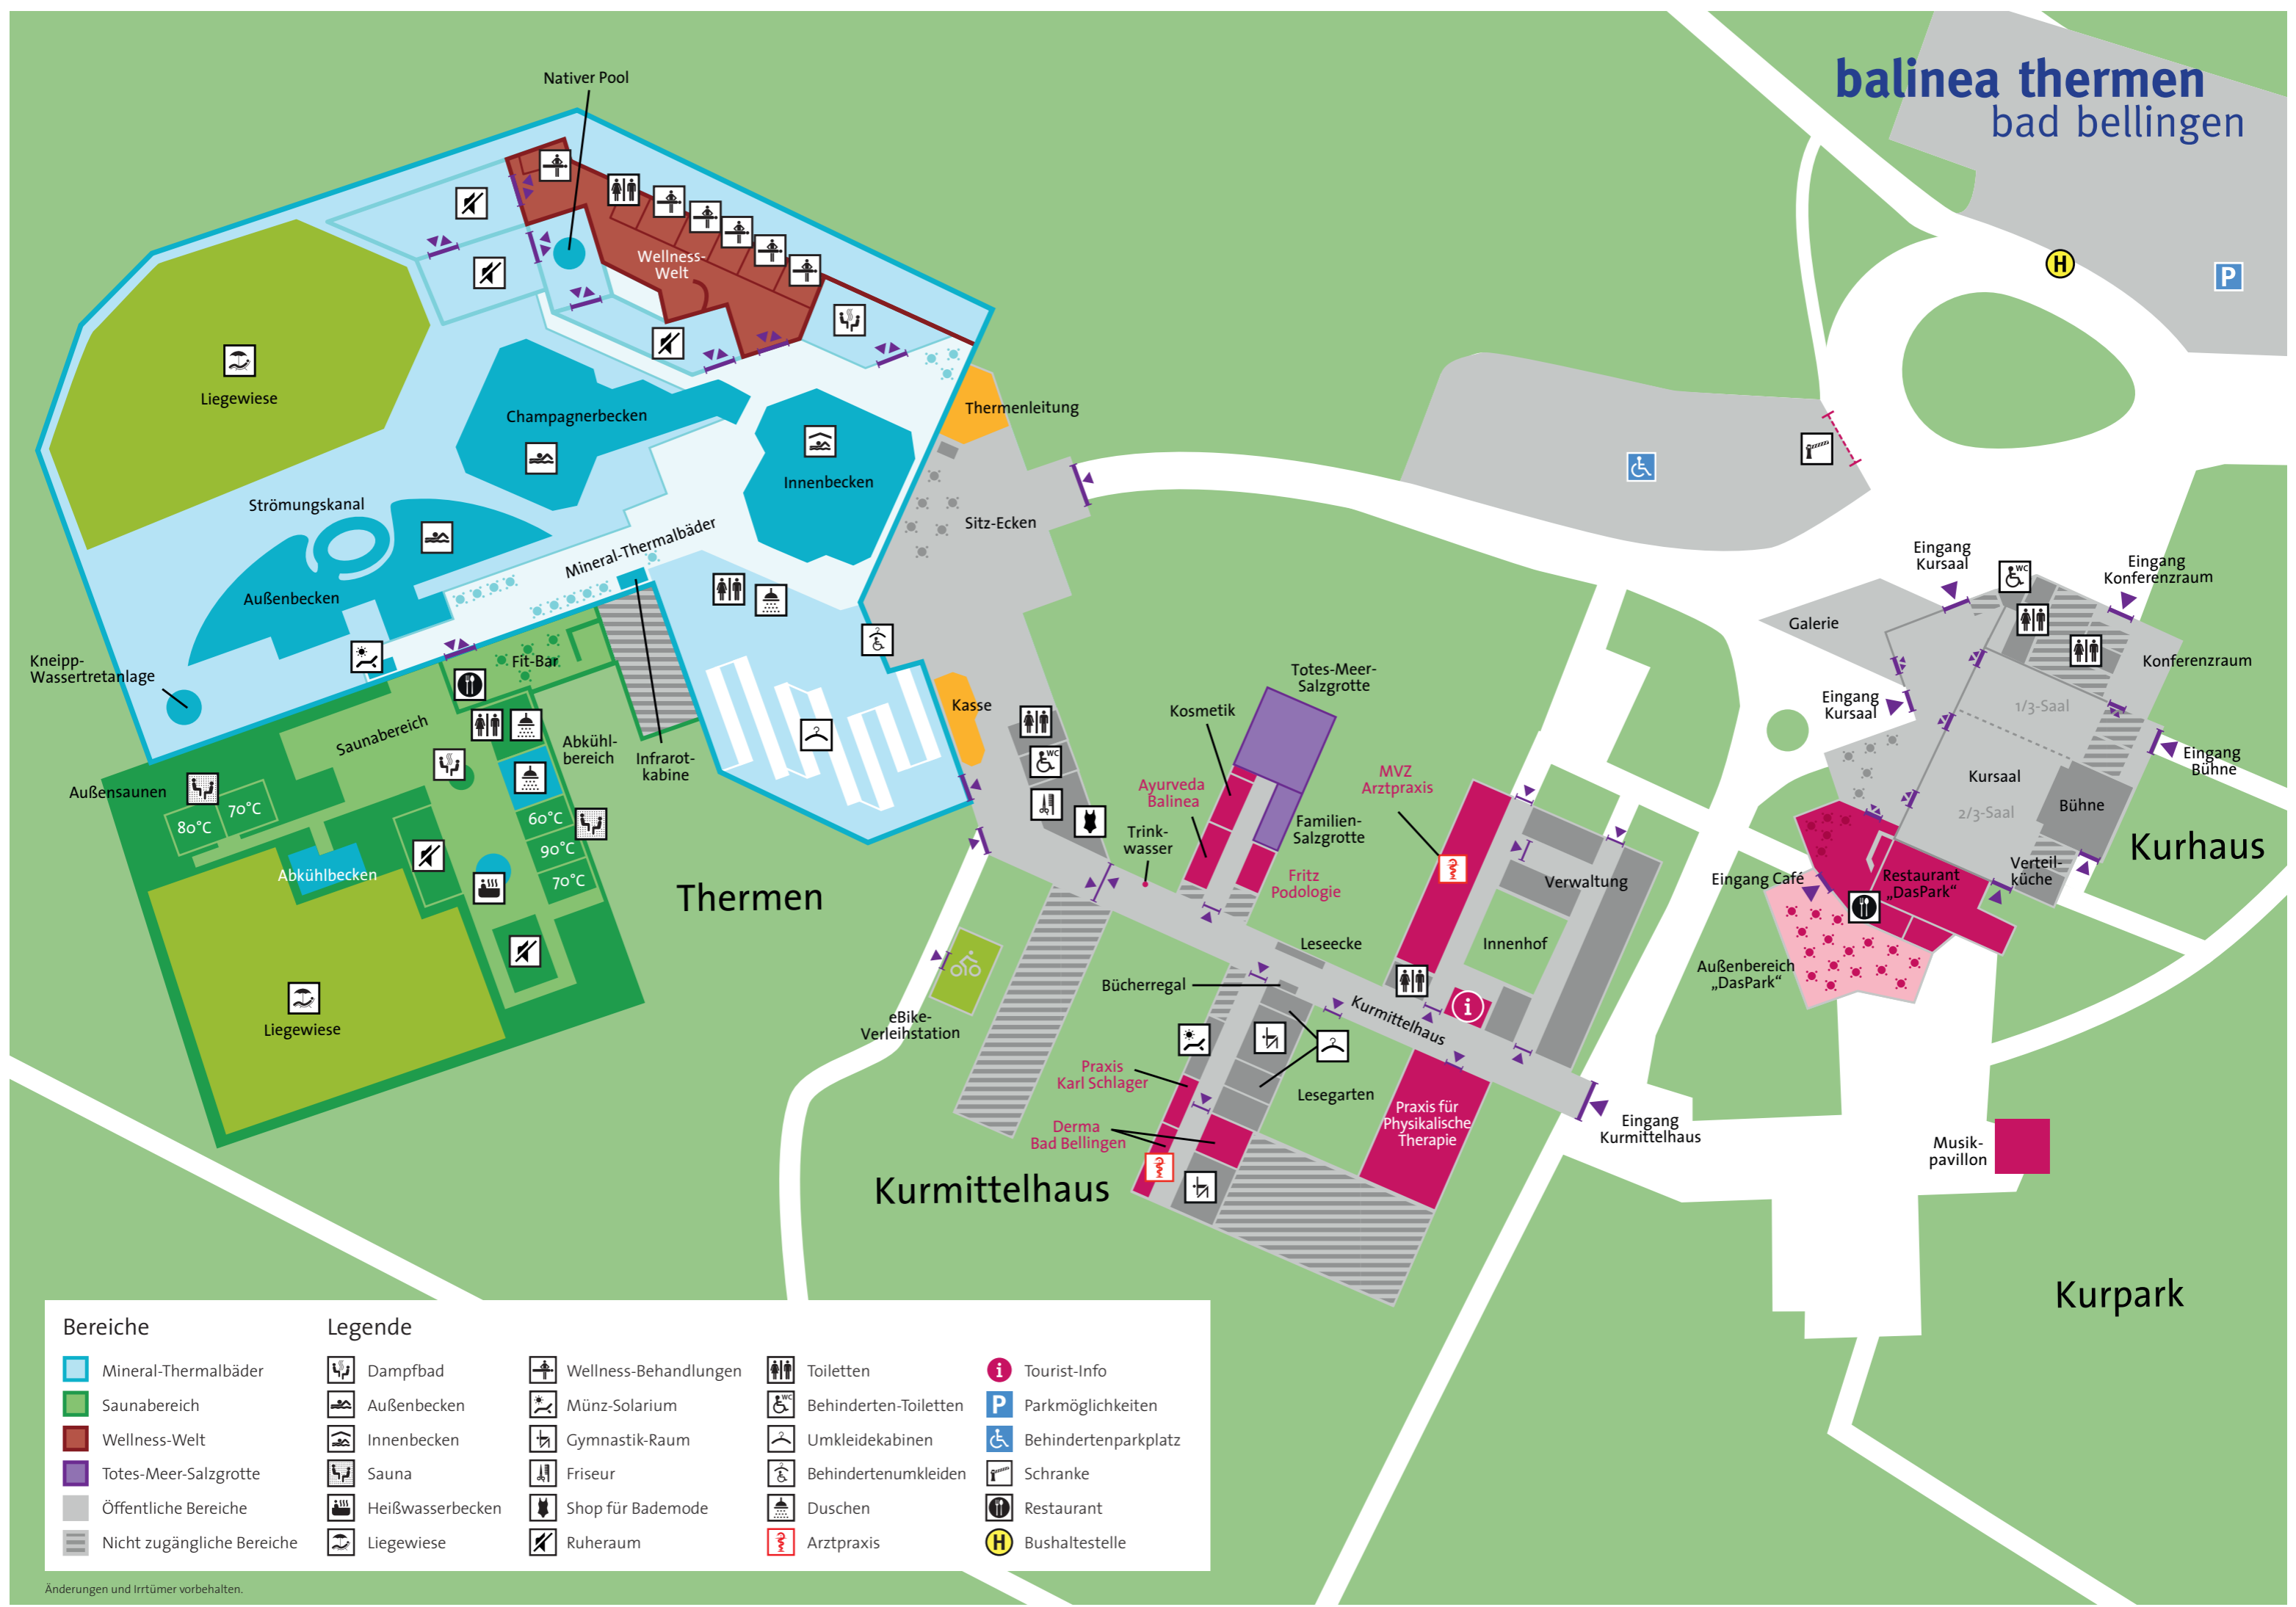 balinea thermen
bad bellingen
Nativer Pool
Wellness-
Welt
Liegewiese
Champagnerbecken
Innenbecken
Thermenleitung
Strömungskanal
Sitz-Ecken
Mineral-Thermalbäder
Außenbecken
Kneipp-
Wassertretanlage
Fit-Bar
Saunabereich
Abkühl-
bereich
Infrarot-
kabine
Kasse
Außensaunen
80°C
70°C
60°C
90°C
70°C
Abkühlbecken
Liegewiese
Thermen
H
P
Eingang
Kursaal
WC
Eingang
Konferenzraum
Galerie
Konferenzraum
Eingang
Kursaal
1/3-Saal
Eingang
Bühne
Kursaal
2/3-Saal
Bühne
Kurhaus
Verteil-
küche
Restaurant
„DasPark“
Eingang Café
Außenbereich
„DasPark“
Totes-Meer-
Salzgrotte
Kosmetik
Ayurveda
Balinea
MVZ
Arztpraxis
Familien-
Salzgrotte
Trink-
wasser
WC
Fritz
Podologie
Verwaltung
Leseecke
Innenhof
Bücherregal
i
Kurmittelhaus
eBike-
Verleihstation
Praxis
Karl Schlager
Lesegarten
Derma
Bad Bellingen
Praxis für
Physikalische
Therapie
Eingang
Kurmittelhaus
Kurmittelhaus
Musik-
pavillon
Kurpark
Bereiche
Mineral-Thermalbäder
Saunabereich
Wellness-Welt
Totes-Meer-Salzgrotte
Öffentliche Bereiche
Nicht zugängliche Bereiche
Legende
Dampfbad
Außenbecken
Innenbecken
Sauna
Heißwasserbecken
Liegewiese
Wellness-Behandlungen
Münz-Solarium
Gymnastik-Raum
Friseur
Shop für Bademode
Ruheraum
Toiletten
WC
Behinderten-Toiletten
Umkleidekabinen
Behindertenumkleiden
Duschen
Arztpraxis
i
Tourist-Info
P
Parkmöglichkeiten
Behindertenparkplatz
Schranke
Restaurant
H
Bushaltestelle
Änderungen und Irrtümer vorbehalten.